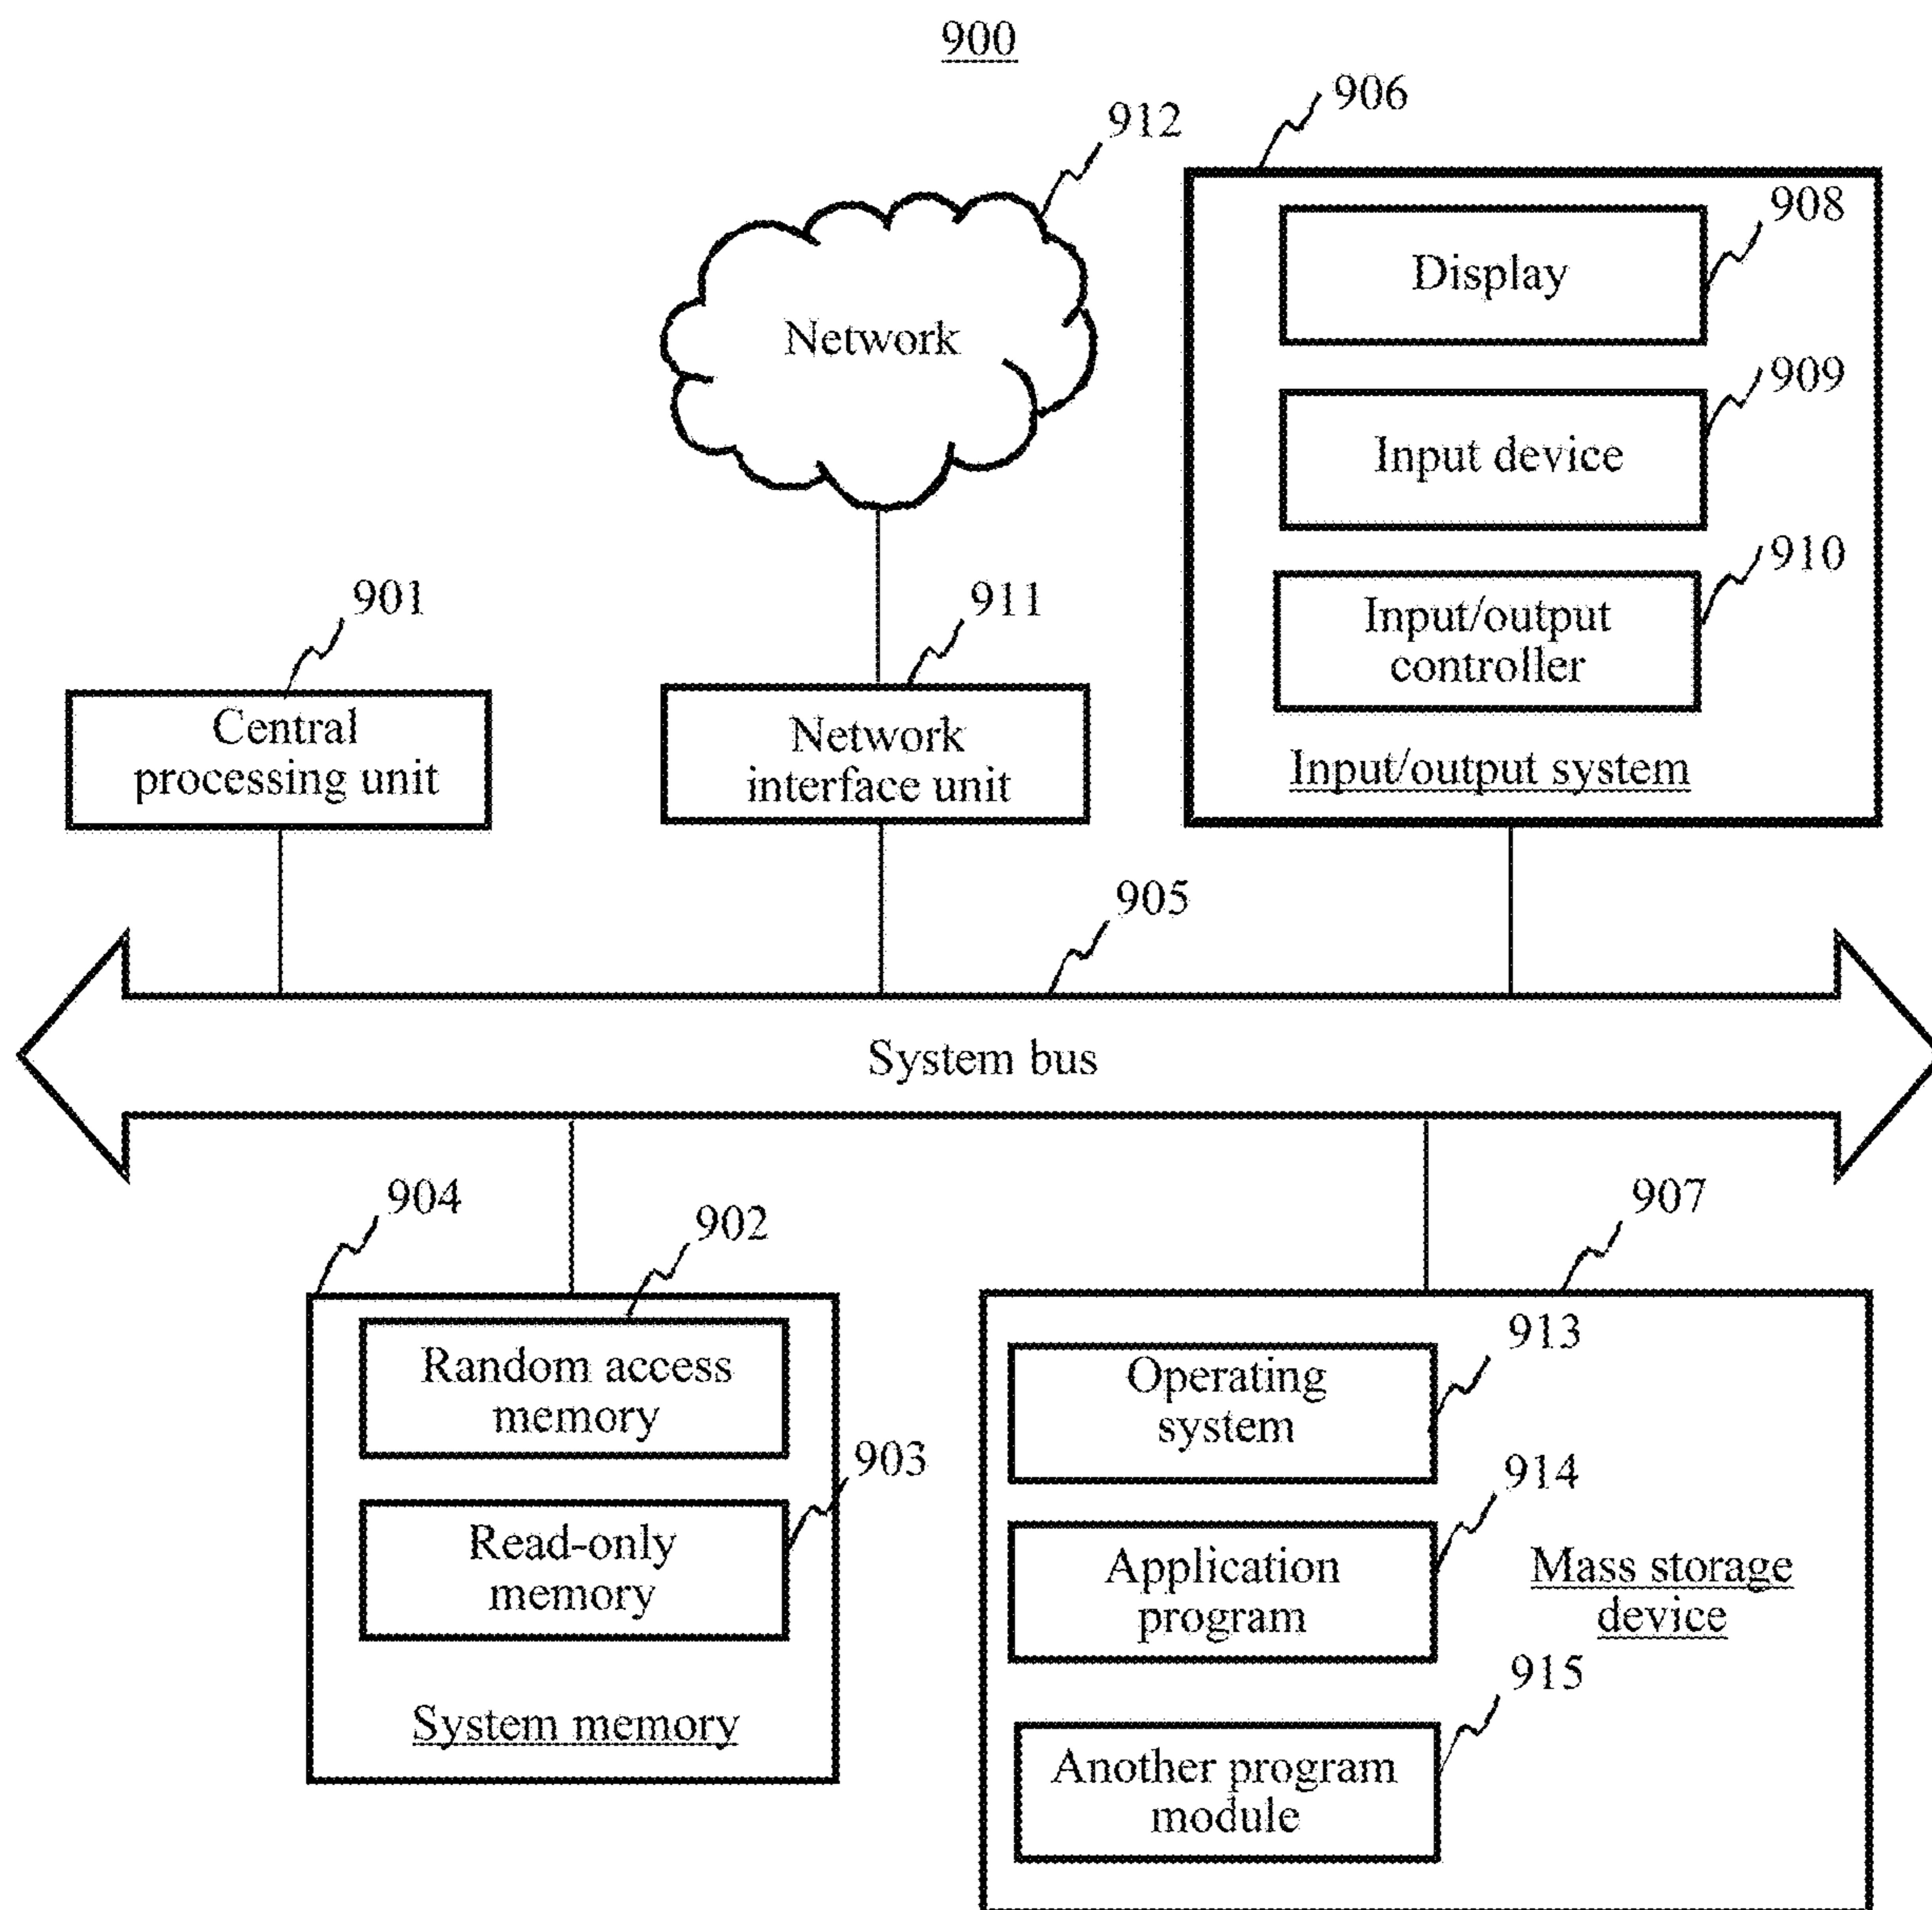 900
912
906
Network
Display
908
Input device
909
Input/output
controller
910
Input/output system
901
Central
processing unit
911
Network
interface unit
905
System bus
904
902
Random access
memory
903
Read-only
memory
System memory
907
Operating
system
913
Application
program
914
Mass storage
device
915
Another program
module